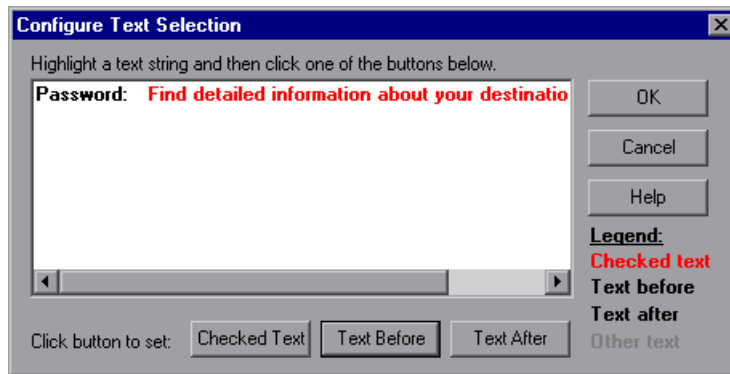 Configure Text Selection
Highlight a text string and then click one of the buttons below.
Password: Find detailed information about your destinatio
OK
Cancel
Help
Legend:
Checked text
Text before
Text after
Other text
Click button to set: Checked Text Text Before Text After